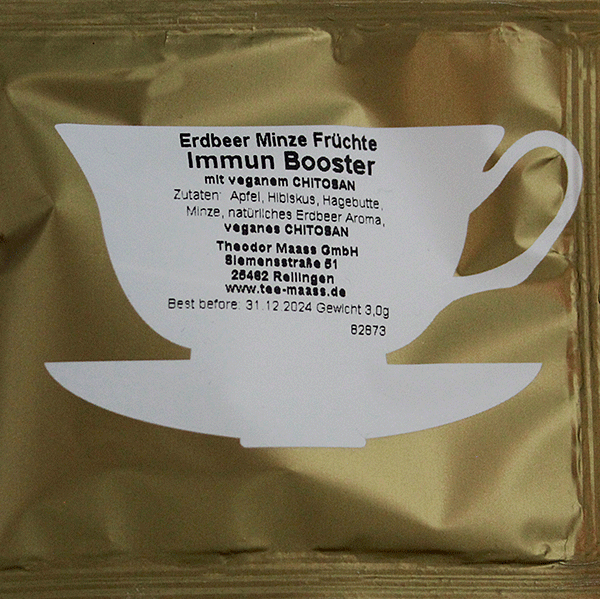 Erdbeer Minze Früchte
Immun Booster
mit veganem CHITOSAN
Zutaten: Apfel, Hibiskus, Hagebutte,
Minze, natürliches Erdbeer Aroma,
veganes CHITOSAN
Theodor Maass GmbH
Siemensstraße 51
25462 Rellingen
www.tee-maass.de
Best before: 31.12.2024 Gewicht 3,0g
82873